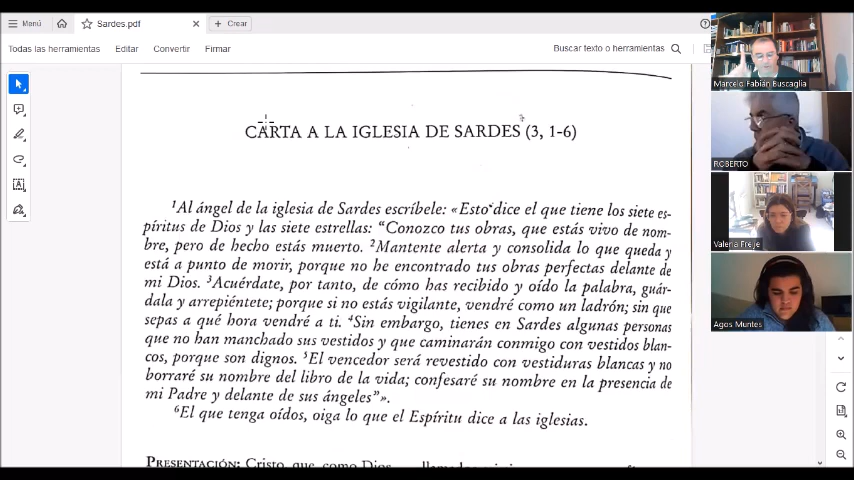 Menú
Sardes.pdf
Crear
Todas las herramientas
Editar
Convertir
Firmar
Buscar texto o herramientas
CARTA A LA IGLESIA DE SARDES (3, 1-6)
¹Al ángel de la iglesia de Sardes escríbele: «Esto dice el que tiene los siete es-
píritus de Dios y las siete estrellas: “Conozco tus obras, que estás vivo de nom-
bre, pero de hecho estás muerto. ²Mantente alerta y consolida lo que queda y
está a punto de morir, porque no he encontrado tus obras perfectas delante de
mi Dios. ³Acuérdate, por tanto, de cómo has recibido y oído la palabra, guár-
dala y arrepiéntete; porque si no estás vigilante, vendré como un ladrón; sin que
sepas a qué hora vendré a ti. ⁴Sin embargo, tienes en Sardes algunas personas
que no han manchado sus vestidos y que caminarán conmigo con vestidos blan-
cos, porque son dignos. ⁵El vencedor será revestido con vestiduras blancas y no
borraré su nombre del libro de la vida; confesaré su nombre en la presencia de
mi Padre y delante de sus ángeles”».
⁶El que tenga oídos, oiga lo que el Espíritu dice a las iglesias.
PRESENTACIÓN: Cristo, que, como Dios,
Marcelo Fabián Buscaglia
ROBERTO
Valeria Freije
Agos Muntes